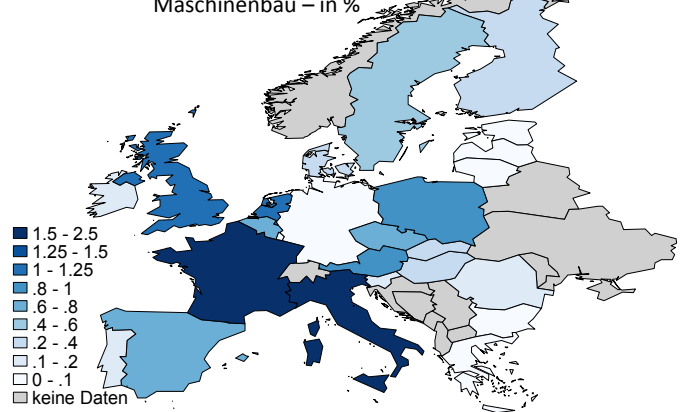 Maschinenbau – in %
1.5 - 2.5
1.25 - 1.5
1 - 1.25
.8 - 1
.6 - .8
.4 - .6
.2 - .4
.1 - .2
0 - .1
keine Daten